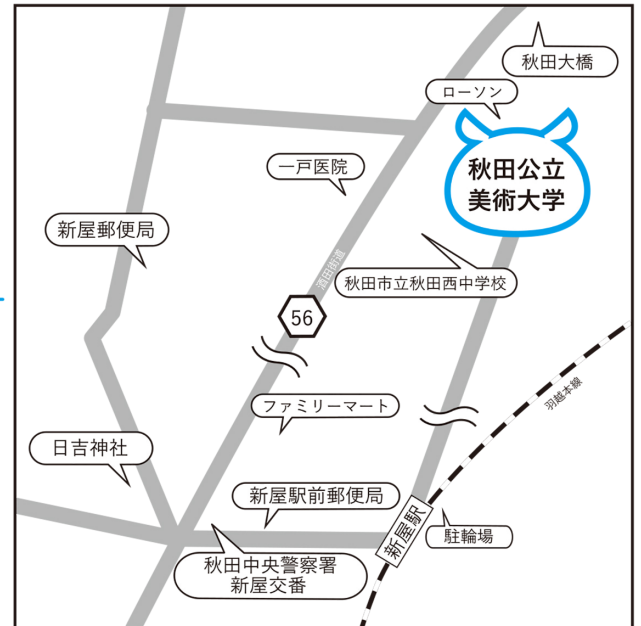 秋田大橋
ローソン
秋田公立
美術大学
一戸医院
新屋郵便局
酒田街道
秋田市立秋田西中学校
56
羽越本線
ファミリーマート
日吉神社
新屋駅前郵便局
新屋駅
駐輪場
秋田中央警察署
新屋交番